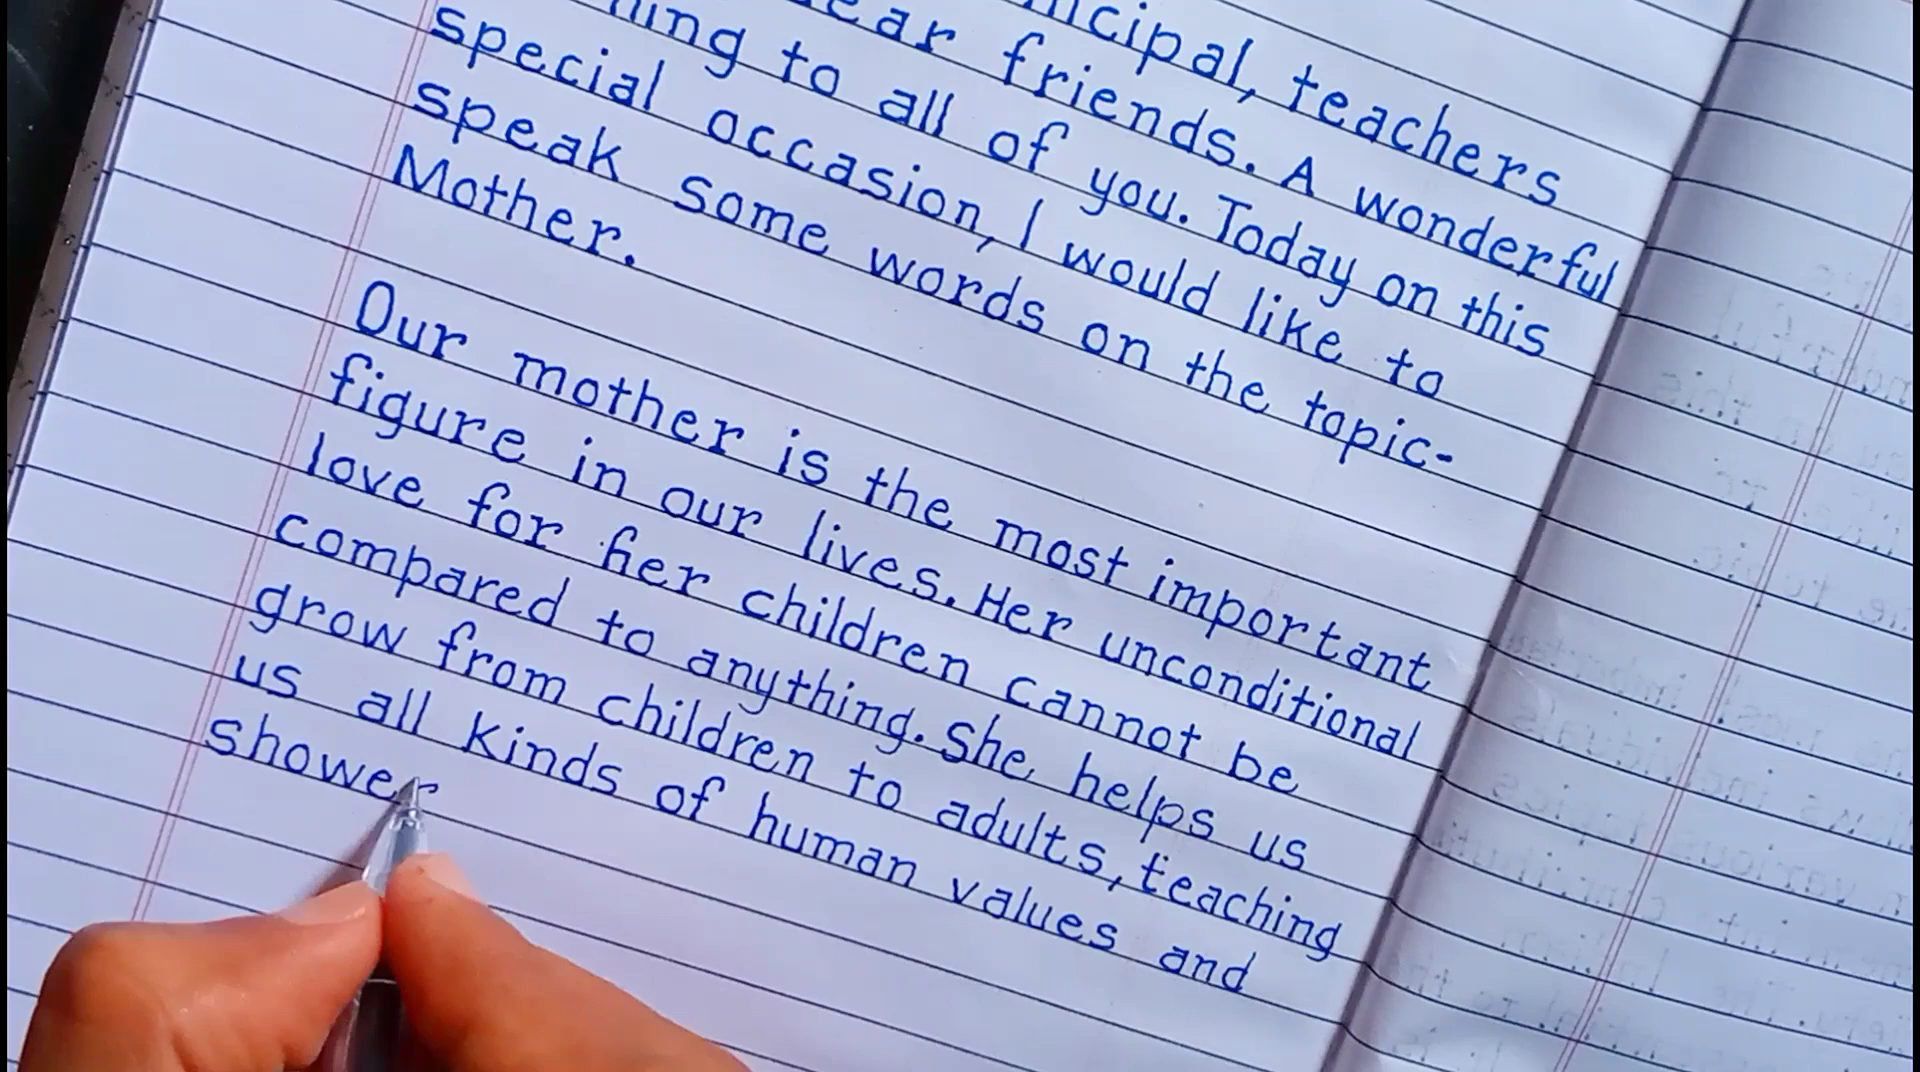 ncipal, teachers
ear friends. A wonderful
ning to all of you. Today on this
special occasion, I would like to
speak some words on the topic-
Mother.
Our mother is the most important
figure in our lives. Her unconditional
love for her children cannot be
compared to anything. She helps us
grow from children to adults, teaching
us all kinds of human values and
shower